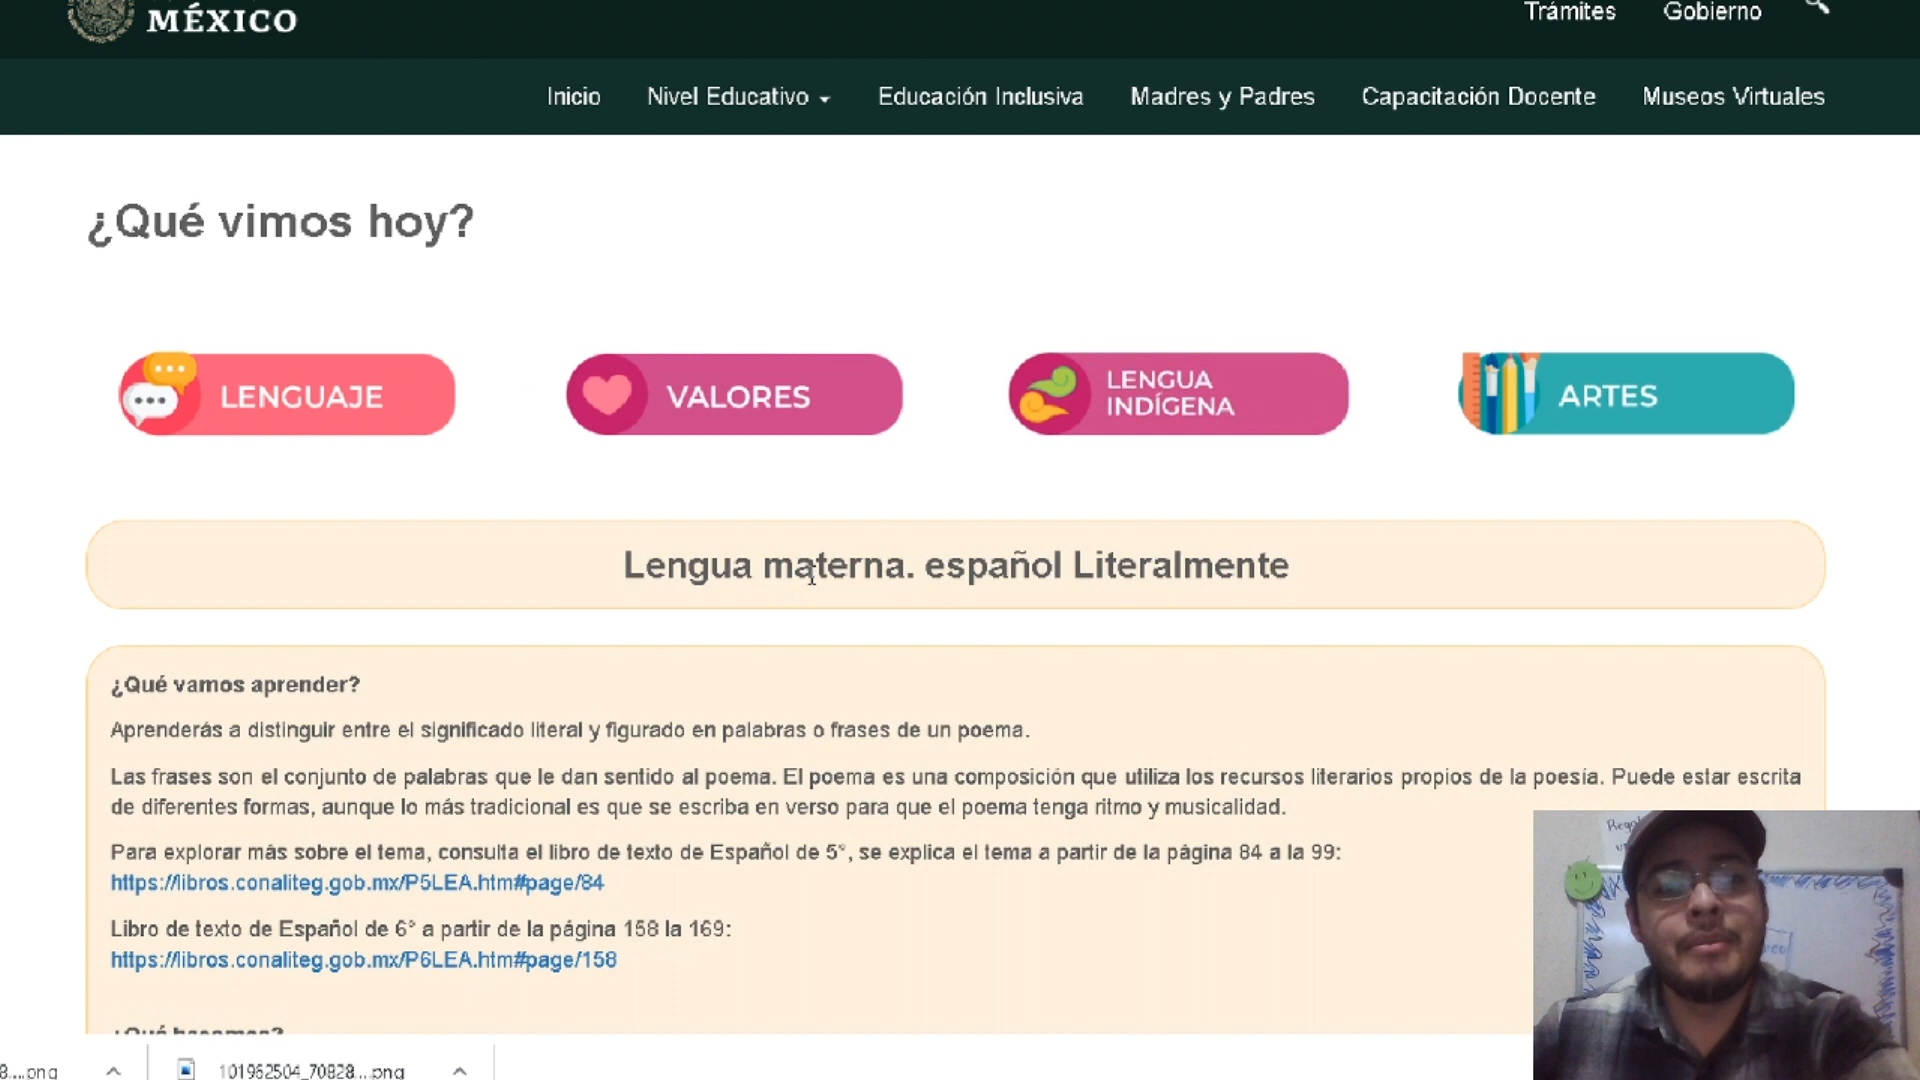 MÉXICO
Trámites Gobierno
Inicio Nivel Educativo Educación Inclusiva Madres y Padres Capacitación Docente Museos Virtuales
¿Qué vimos hoy?
LENGUAJE
VALORES
LENGUA
INDÍGENA
ARTES
Lengua materna. español Literalmente
¿Qué vamos aprender?
Aprenderás a distinguir entre el significado literal y figurado en palabras o frases de un poema.
Las frases son el conjunto de palabras que le dan sentido al poema. El poema es una composición que utiliza los recursos literarios propios de la poesía. Puede estar escrita
de diferentes formas, aunque lo más tradicional es que se escriba en verso para que el poema tenga ritmo y musicalidad.
Para explorar más sobre el tema, consulta el libro de texto de Español de 5°, se explica el tema a partir de la página 84 a la 99:
https://libros.conaliteg.gob.mx/P5LEA.htm#page/84
Libro de texto de Español de 6° a partir de la página 158 la 169:
https://libros.conaliteg.gob.mx/P6LEA.htm#page/158
8....png
101962504_70828....png